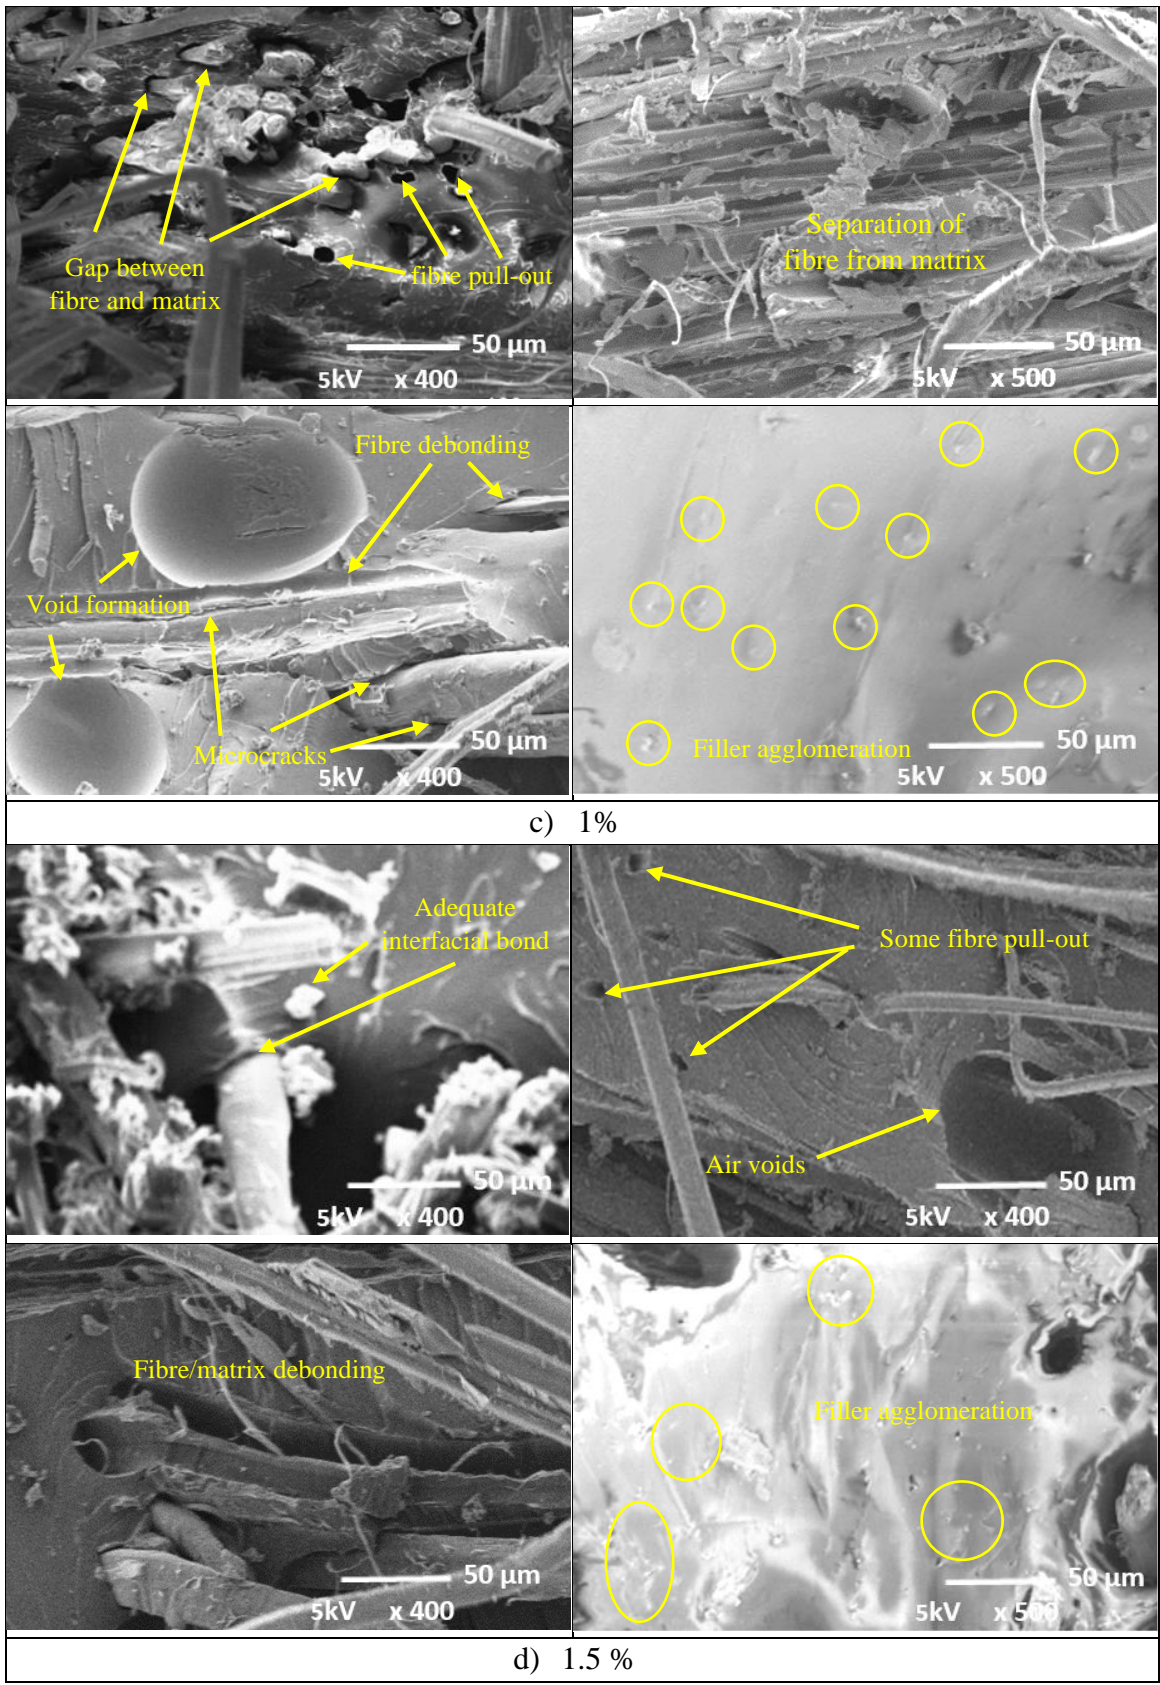 Gap between
fibre and matrix
fibre pull-out
50 µm
5kV x 400
Separation of
fibre from matrix
50 µm
5kV x 500
Fibre debonding
Void formation
Microcracks
50 µm
5kV x 400
Filler agglomeration
50 µm
5kV x 500
c) 1%
Adequate
interfacial bond
50 µm
5kV x 400
Some fibre pull-out
Air voids
50 µm
5kV x 400
Fibre/matrix debonding
50 µm
5kV x 400
Filler agglomeration
50 µm
5kV x 500
d) 1.5 %